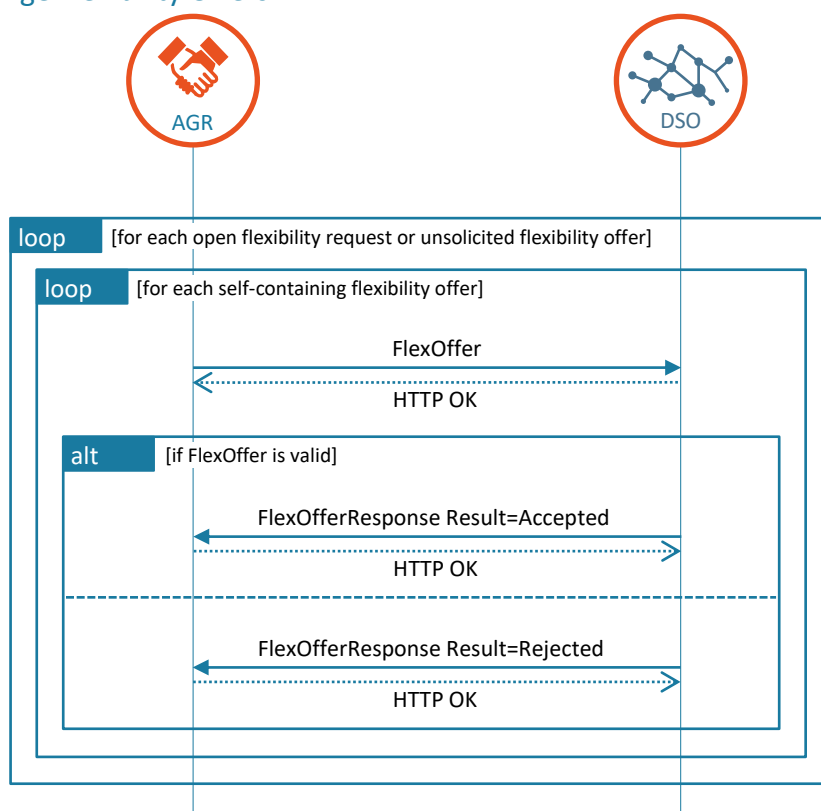 AGR
DSO
loop [for each open flexibility request or unsolicited flexibility offer]
loop [for each self-containing flexibility offer]
FlexOffer
HTTP OK
alt [if FlexOffer is valid]
FlexOfferResponse Result=Accepted
HTTP OK
FlexOfferResponse Result=Rejected
HTTP OK